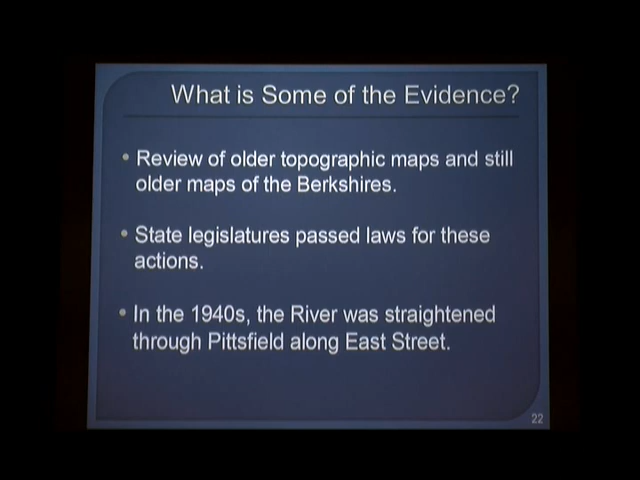 What is Some of the Evidence?
• Review of older topographic maps and still
older maps of the Berkshires.
• State legislatures passed laws for these
actions.
• In the 1940s, the River was straightened
through Pittsfield along East Street.
22